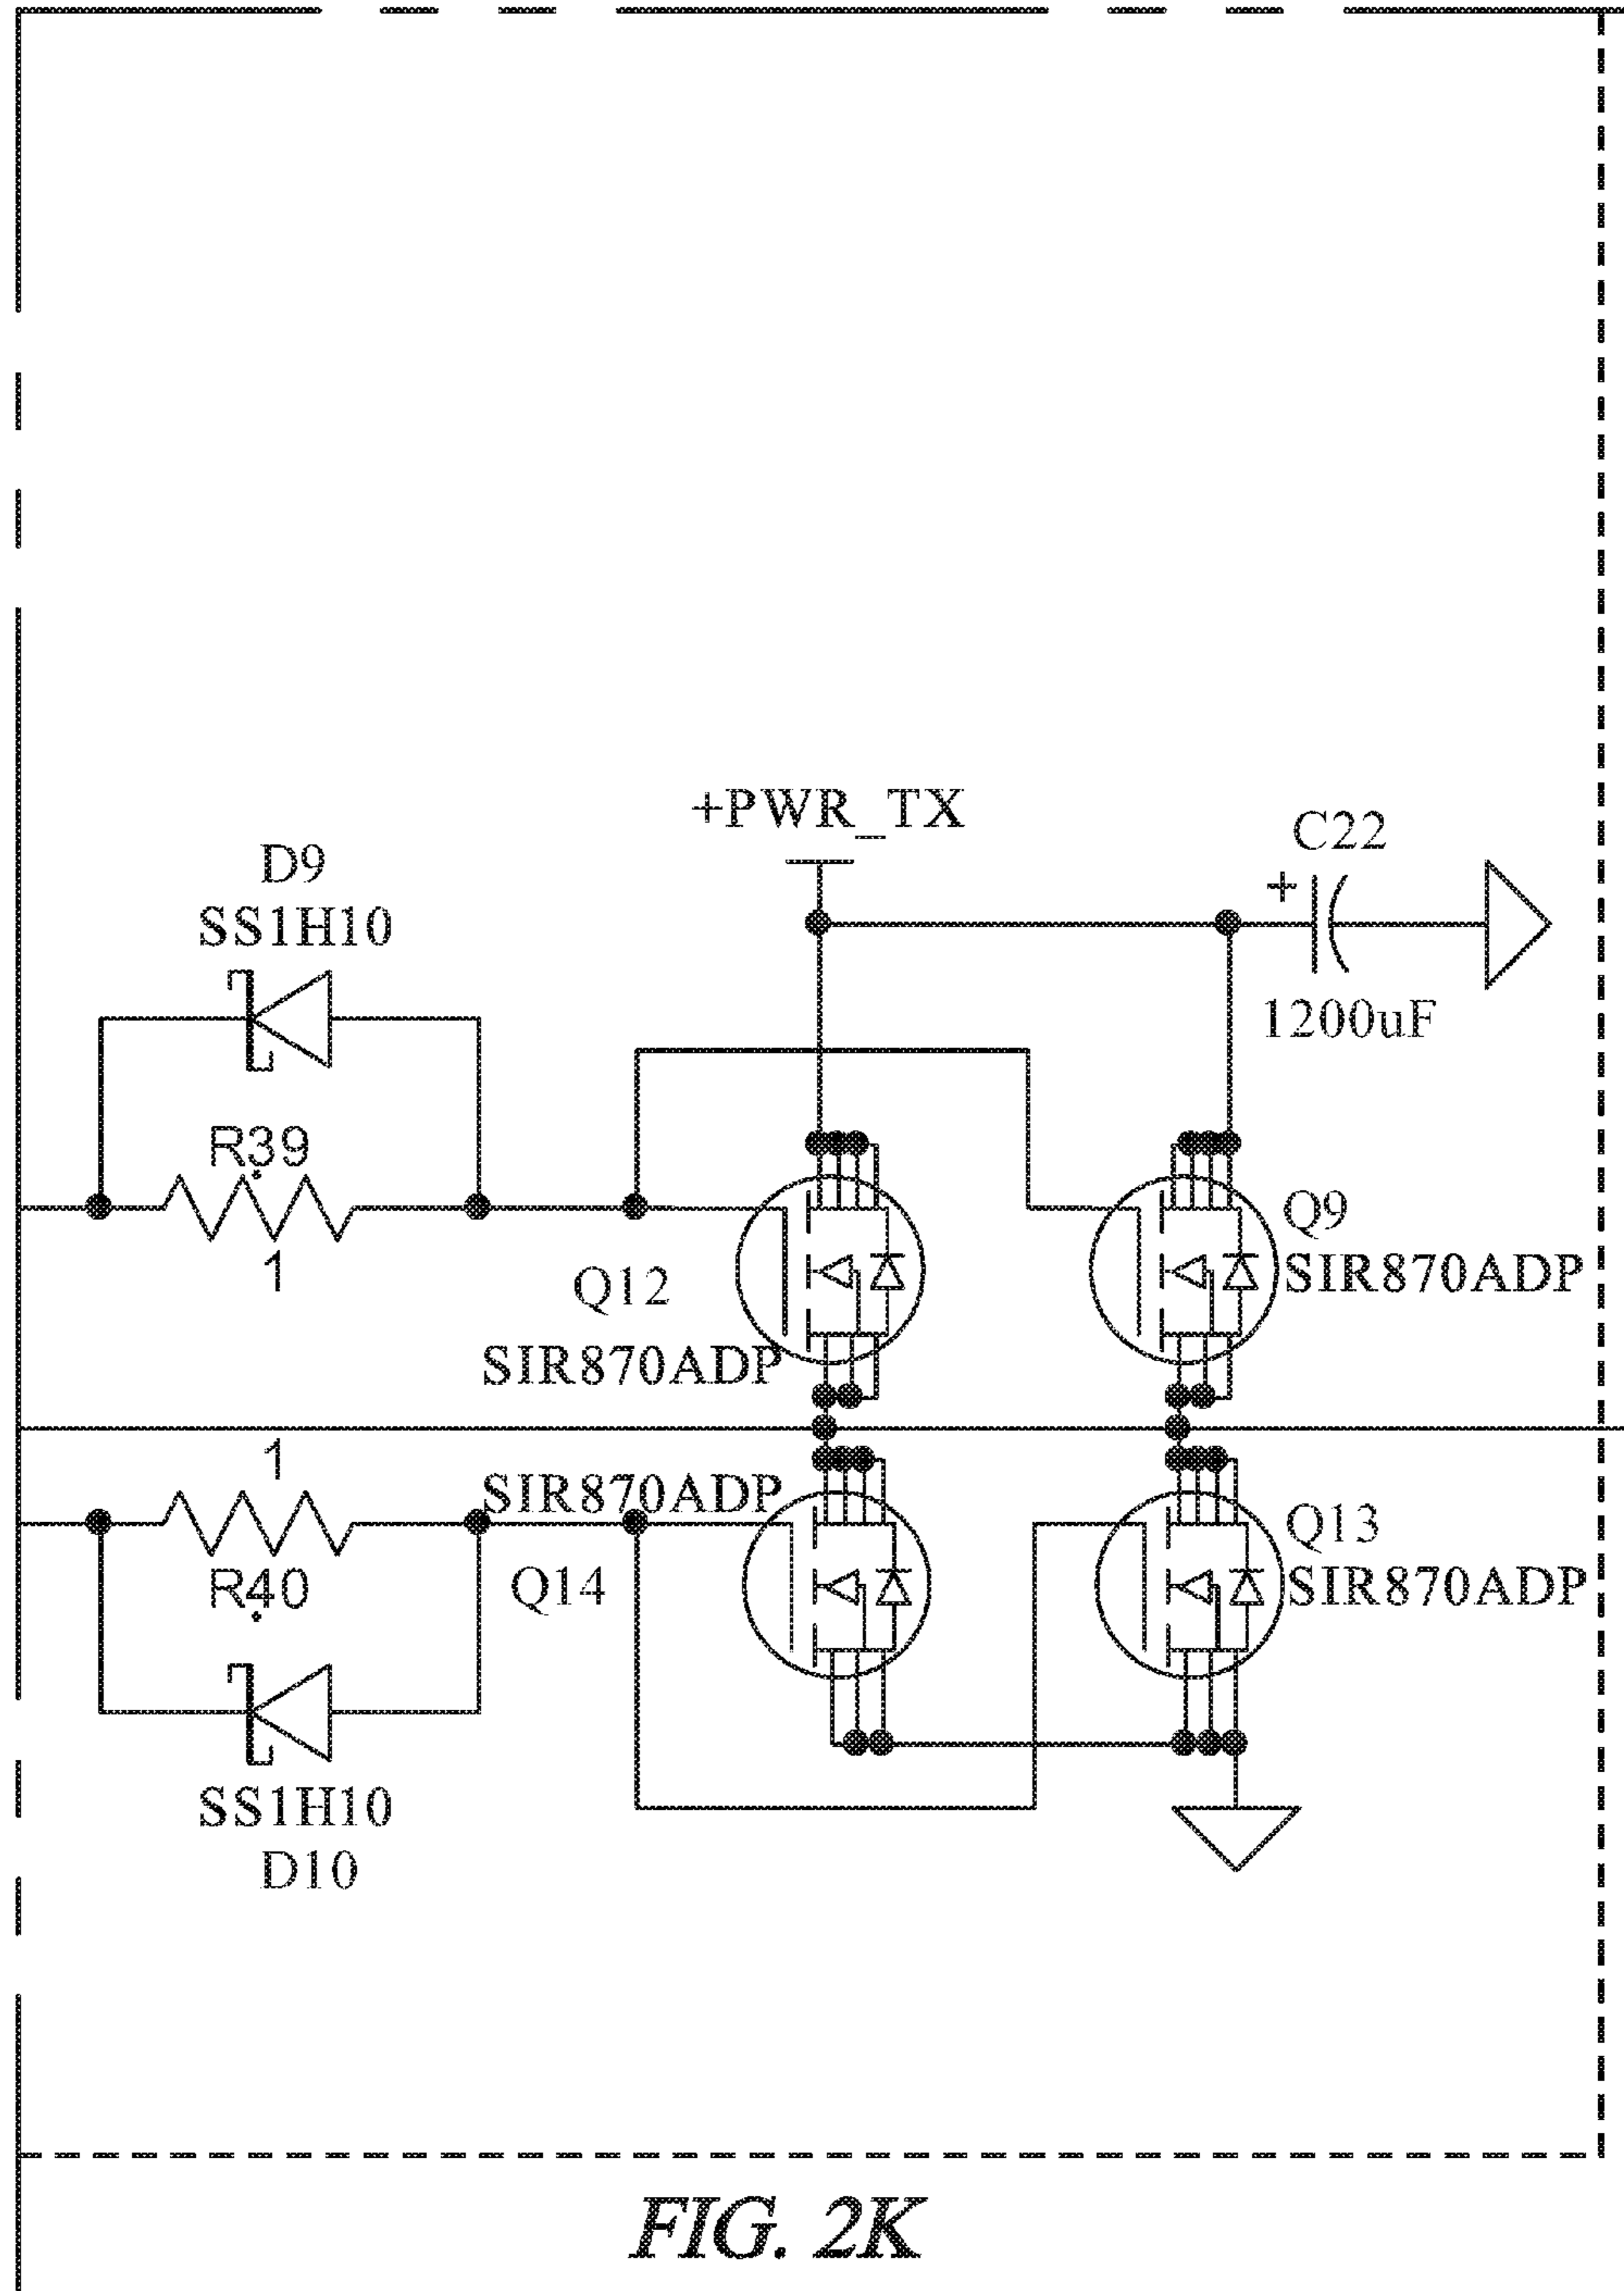 +PWR_TX
C22
+
1200uF
D9
SS1H10
R39
1
Q12
SIR870ADP
Q9
SIR870ADP
1
R40
SIR870ADP
Q14
Q13
SIR870ADP
SS1H10
D10
FIG. 2K